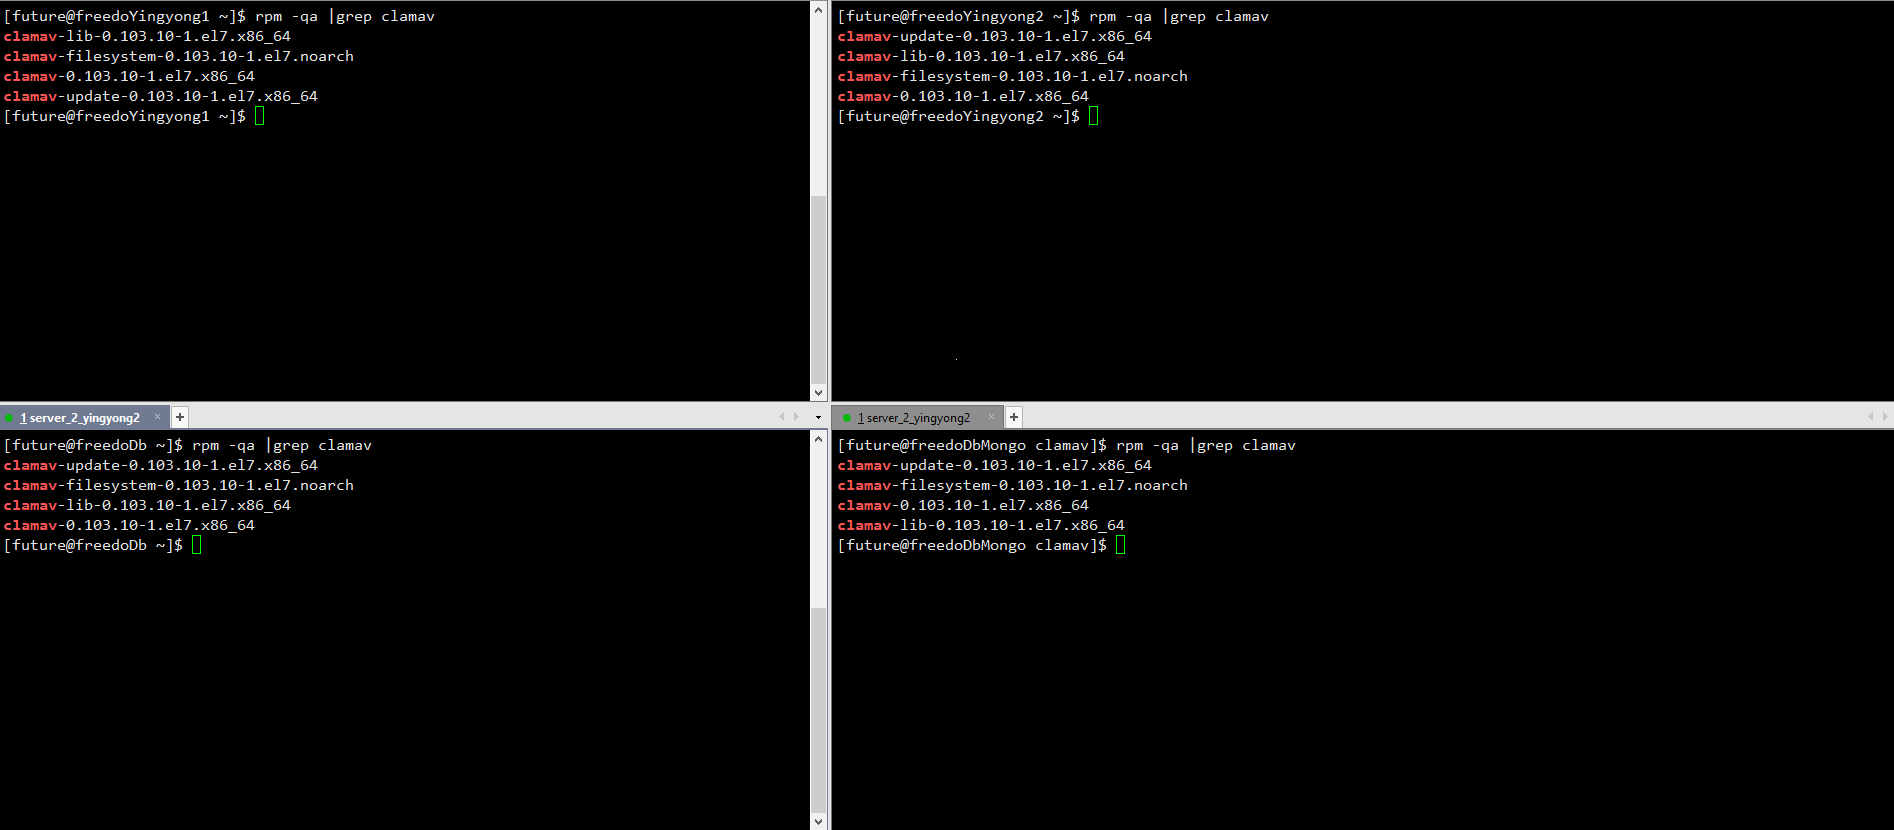 [future@freedoYingyong1 ~]$ rpm -qa |grep clamav
clamav-lib-0.103.10-1.el7.x86_64
clamav-filesystem-0.103.10-1.el7.noarch
clamav-0.103.10-1.el7.x86_64
clamav-update-0.103.10-1.el7.x86_64
[future@freedoYingyong1 ~]$
[future@freedoYingyong2 ~]$ rpm -qa |grep clamav
clamav-update-0.103.10-1.el7.x86_64
clamav-lib-0.103.10-1.el7.x86_64
clamav-filesystem-0.103.10-1.el7.noarch
clamav-0.103.10-1.el7.x86_64
[future@freedoYingyong2 ~]$
1 server_2_yingyong2
[future@freedoDb ~]$ rpm -qa |grep clamav
clamav-update-0.103.10-1.el7.x86_64
clamav-filesystem-0.103.10-1.el7.noarch
clamav-lib-0.103.10-1.el7.x86_64
clamav-0.103.10-1.el7.x86_64
[future@freedoDb ~]$
1 server_2_yingyong2
[future@freedoDbMongo clamav]$ rpm -qa |grep clamav
clamav-update-0.103.10-1.el7.x86_64
clamav-filesystem-0.103.10-1.el7.noarch
clamav-0.103.10-1.el7.x86_64
clamav-lib-0.103.10-1.el7.x86_64
[future@freedoDbMongo clamav]$